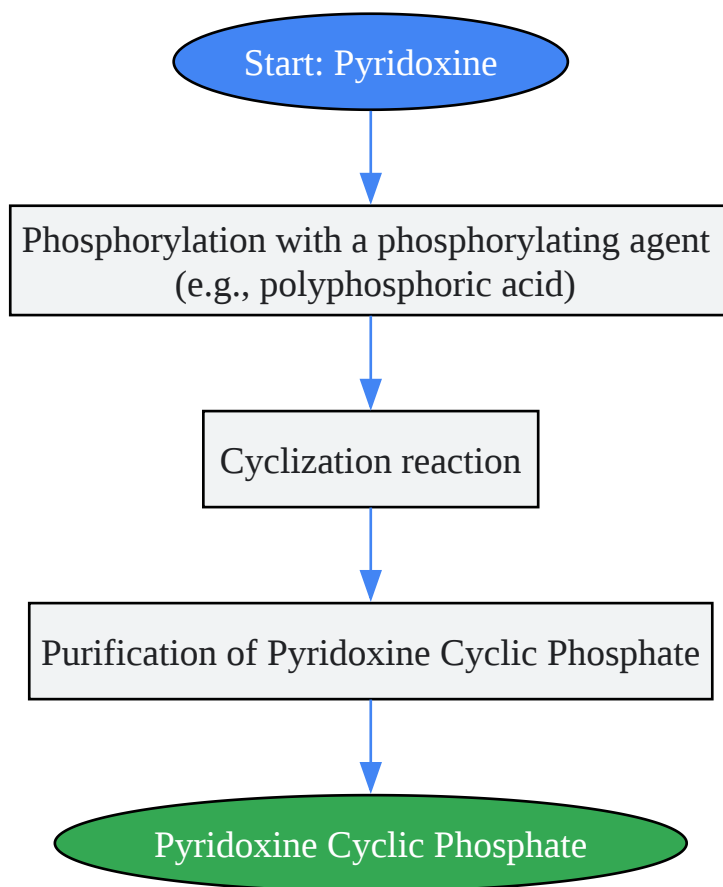 Start: Pyridoxine
Phosphorylation with a phosphorylating agent
(e.g., polyphosphoric acid)
Cyclization reaction
Purification of Pyridoxine Cyclic Phosphate
Pyridoxine Cyclic Phosphate